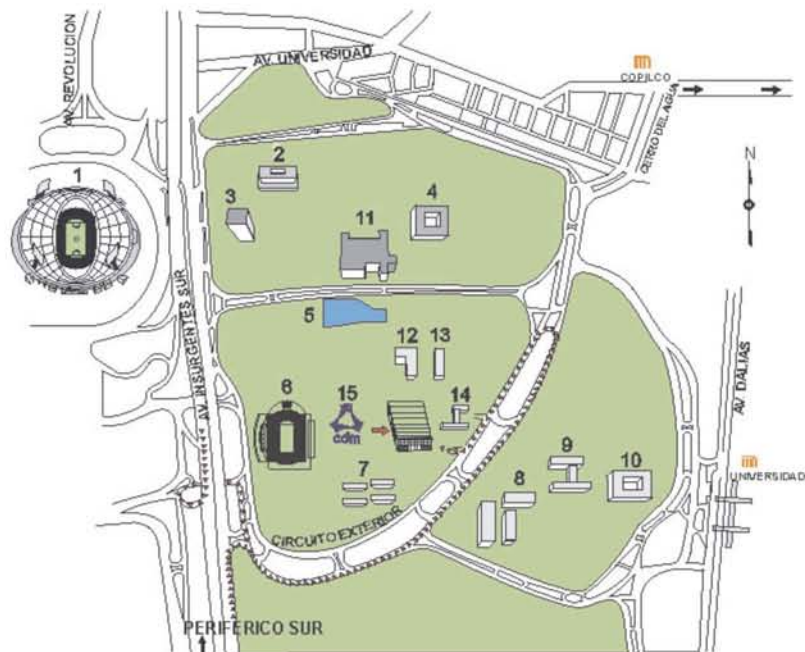 AV. REVOLUCION
AV. UNIVERSIDAD
COPILCO
CERRO DEL AGUA
N
1
2
3
4
11
5
12
13
AV. INSURGENTES SUR
AV. DALIAS
6
15
cdm
14
7
8
9
10
UNIVERSIDAD
CIRCUITO EXTERIOR
PERIFERICO SUR